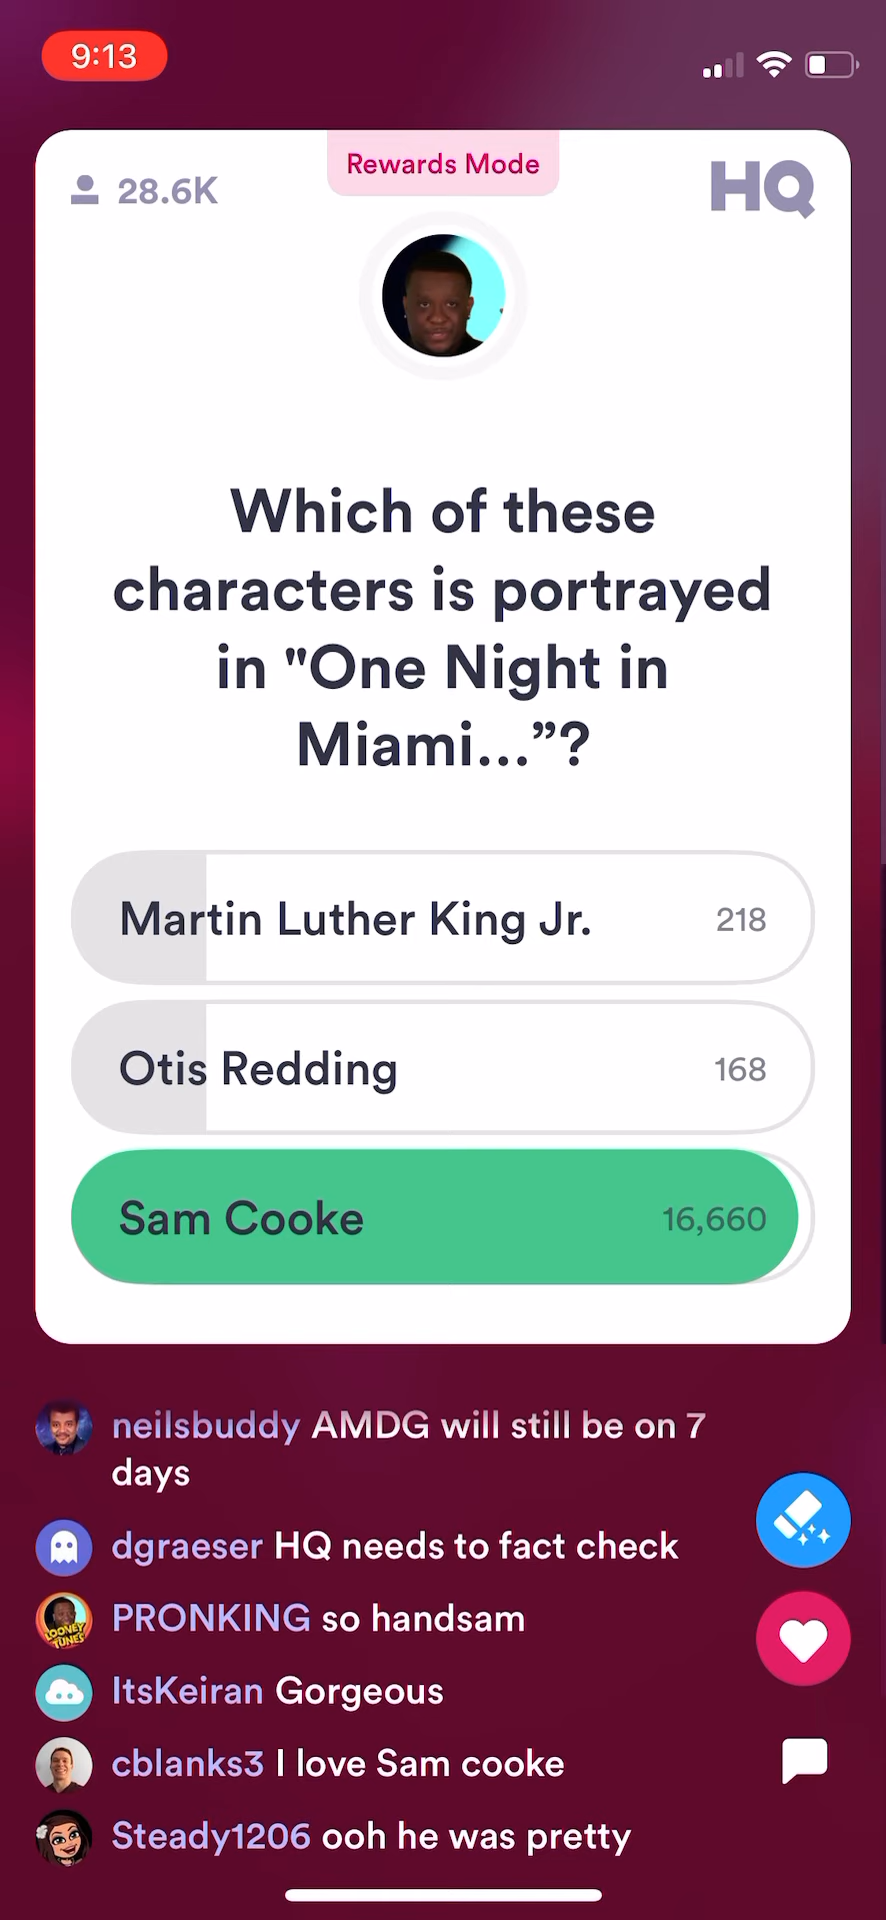 9:13
Rewards Mode
28.6K
HQ
Which of these
characters is portrayed
in "One Night in
Miami...”?
Martin Luther King Jr. 218
Otis Redding 168
Sam Cooke 16,660
neilsbuddy AMDG will still be on 7
days
dgraeser HQ needs to fact check
PRONKING so handsam
LOONEY
TUNES
ItsKeiran Gorgeous
cblanks3 I love Sam cooke
Steady1206 ooh he was pretty